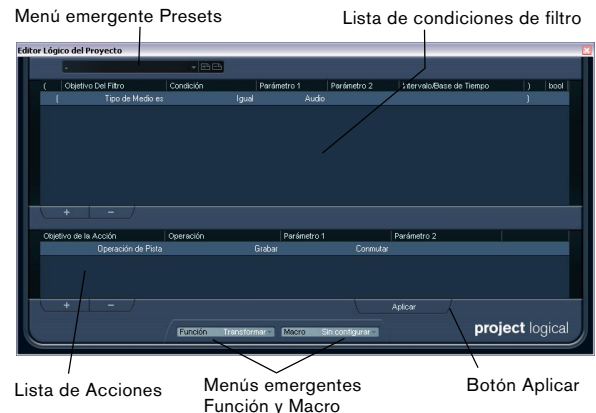 Menú emergente Presets
Lista de condiciones de filtro
Editor Lógico del Proyecto
( Objetivo Del Filtro Condición Parámetro 1 Parámetro 2 Intervalo/Base de Tiempo ) bool
( Tipo de Medio es Igual Audio )
+ −
Objetivo de la Acción Operación Parámetro 1 Parámetro 2
Operación de Pista Grabar Conmutar
+ −
Aplicar
Función Transformar Macro Sin configurar
project logical
Lista de Acciones
Menús emergentes
Función y Macro
Botón Aplicar